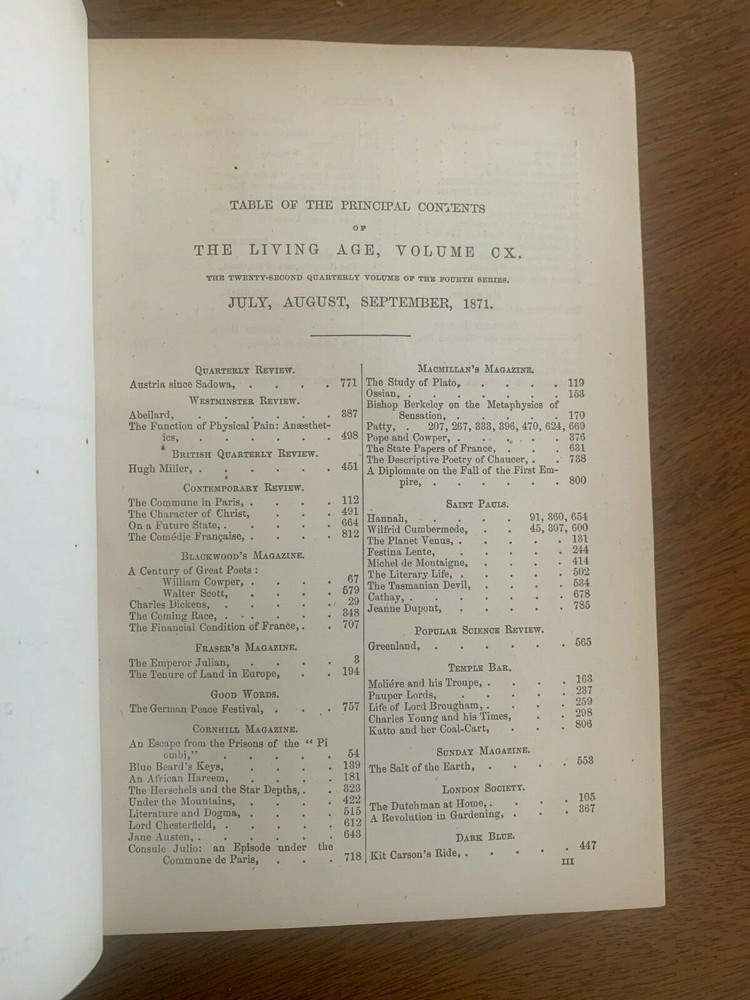 TABLE OF THE PRINCIPAL CONTENTS
OF
THE LIVING AGE, VOLUME CX.
THE TWENTY-SECOND QUARTERLY VOLUME OF THE FOURTH SERIES.
JULY, AUGUST, SEPTEMBER, 1871.
QUARTERLY REVIEW.
Austria since Sadowa, . . . . 771
WESTMINSTER REVIEW.
Abeilard, . . . . . . 387
The Function of Physical Pain: Anæsthet-
ics, . . . . . . 498
BRITISH QUARTERLY REVIEW.
Hugh Miller, . . . . . . 451
CONTEMPORARY REVIEW.
The Commune in Paris, . . . . 112
The Character of Christ, . . . . 491
On a Future State, . . . . . 664
The Comédie Française, . . . . 812
BLACKWOOD'S MAGAZINE.
A Century of Great Poets :
William Cowper, . . . . 67
Walter Scott, . . . . 579
Charles Dickens, . . . . . 29
The Coming Race, . . . . . 348
The Financial Condition of France, . . 707
FRASER'S MAGAZINE.
The Emperor Julian, . . . . 3
The Tenure of Land in Europe, . . 194
GOOD WORDS.
The German Peace Festival, . . . 757
CORNHILL MAGAZINE.
An Escape from the Prisons of the " Pi
ombi," . . . . . 54
Blue Beard's Keys, . . . . 139
An African Hareem, . . . . 181
The Herschels and the Star Depths, . . 323
Under the Mountains, . . . . 422
Literature and Dogma, . . . . 515
Lord Chesterfield, . . . . . 612
Jane Austen, . . . . . . 643
Consule Julio: an Episode under the
Commune de Paris, . . . 718
MACMILLAN'S MAGAZINE.
The Study of Plato, . . . . . 119
Ossian, . . . . . . . 153
Bishop Berkeley on the Metaphysics of
Sensation, . . . . . 170
Patty, . 207, 267, 333, 396, 470, 624, 669
Pope and Cowper, . . . . . 376
The State Papers of France, . . . 631
The Descriptive Poetry of Chaucer, . . 738
A Diplomate on the Fall of the First Em-
pire, . . . . . . 800
SAINT PAULS.
Hannah, . . . . 91, 360, 654
Wilfrid Cumbermede, . . 45, 307, 600
The Planet Venus, . . . . . 131
Festina Lente, . . . . . 244
Michel de Montaigne, . . . . 414
The Literary Life, . . . . . 502
The Tasmanian Devil, . . . . 534
Cathay, . . . . . . 678
Jeanne Dupont, . . . . . 785
POPULAR SCIENCE REVIEW.
Greenland, . . . . . . 565
TEMPLE BAR.
Moliére and his Troupe, . . . . 163
Pauper Lords, . . . . . 237
Life of Lord Brougham, . . . . 259
Charles Young and his Times, . . 298
Katto and her Coal-Cart, . . . 806
SUNDAY MAGAZINE.
The Salt of the Earth, . . . . 553
LONDON SOCIETY.
The Dutchman at Home, . . . . 105
A Revolution in Gardening, . . . 367
DARK BLUE.
Kit Carson's Ride, . . . . . 447
III